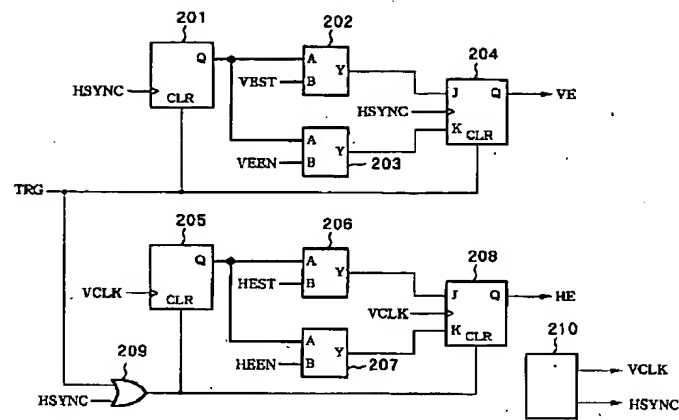 201
202
204
Q
A
Y
B
VEST
HSYNC
CLR
J
Q
VE
HSYNC
K
CLR
A
Y
B
VEEN
203
TRG
205
206
208
Q
A
Y
B
HEST
VCLK
CLR
J
Q
HE
VCLK
K
CLR
210
A
Y
B
HEEN
207
209
HSYNC
VCLK
HSYNC